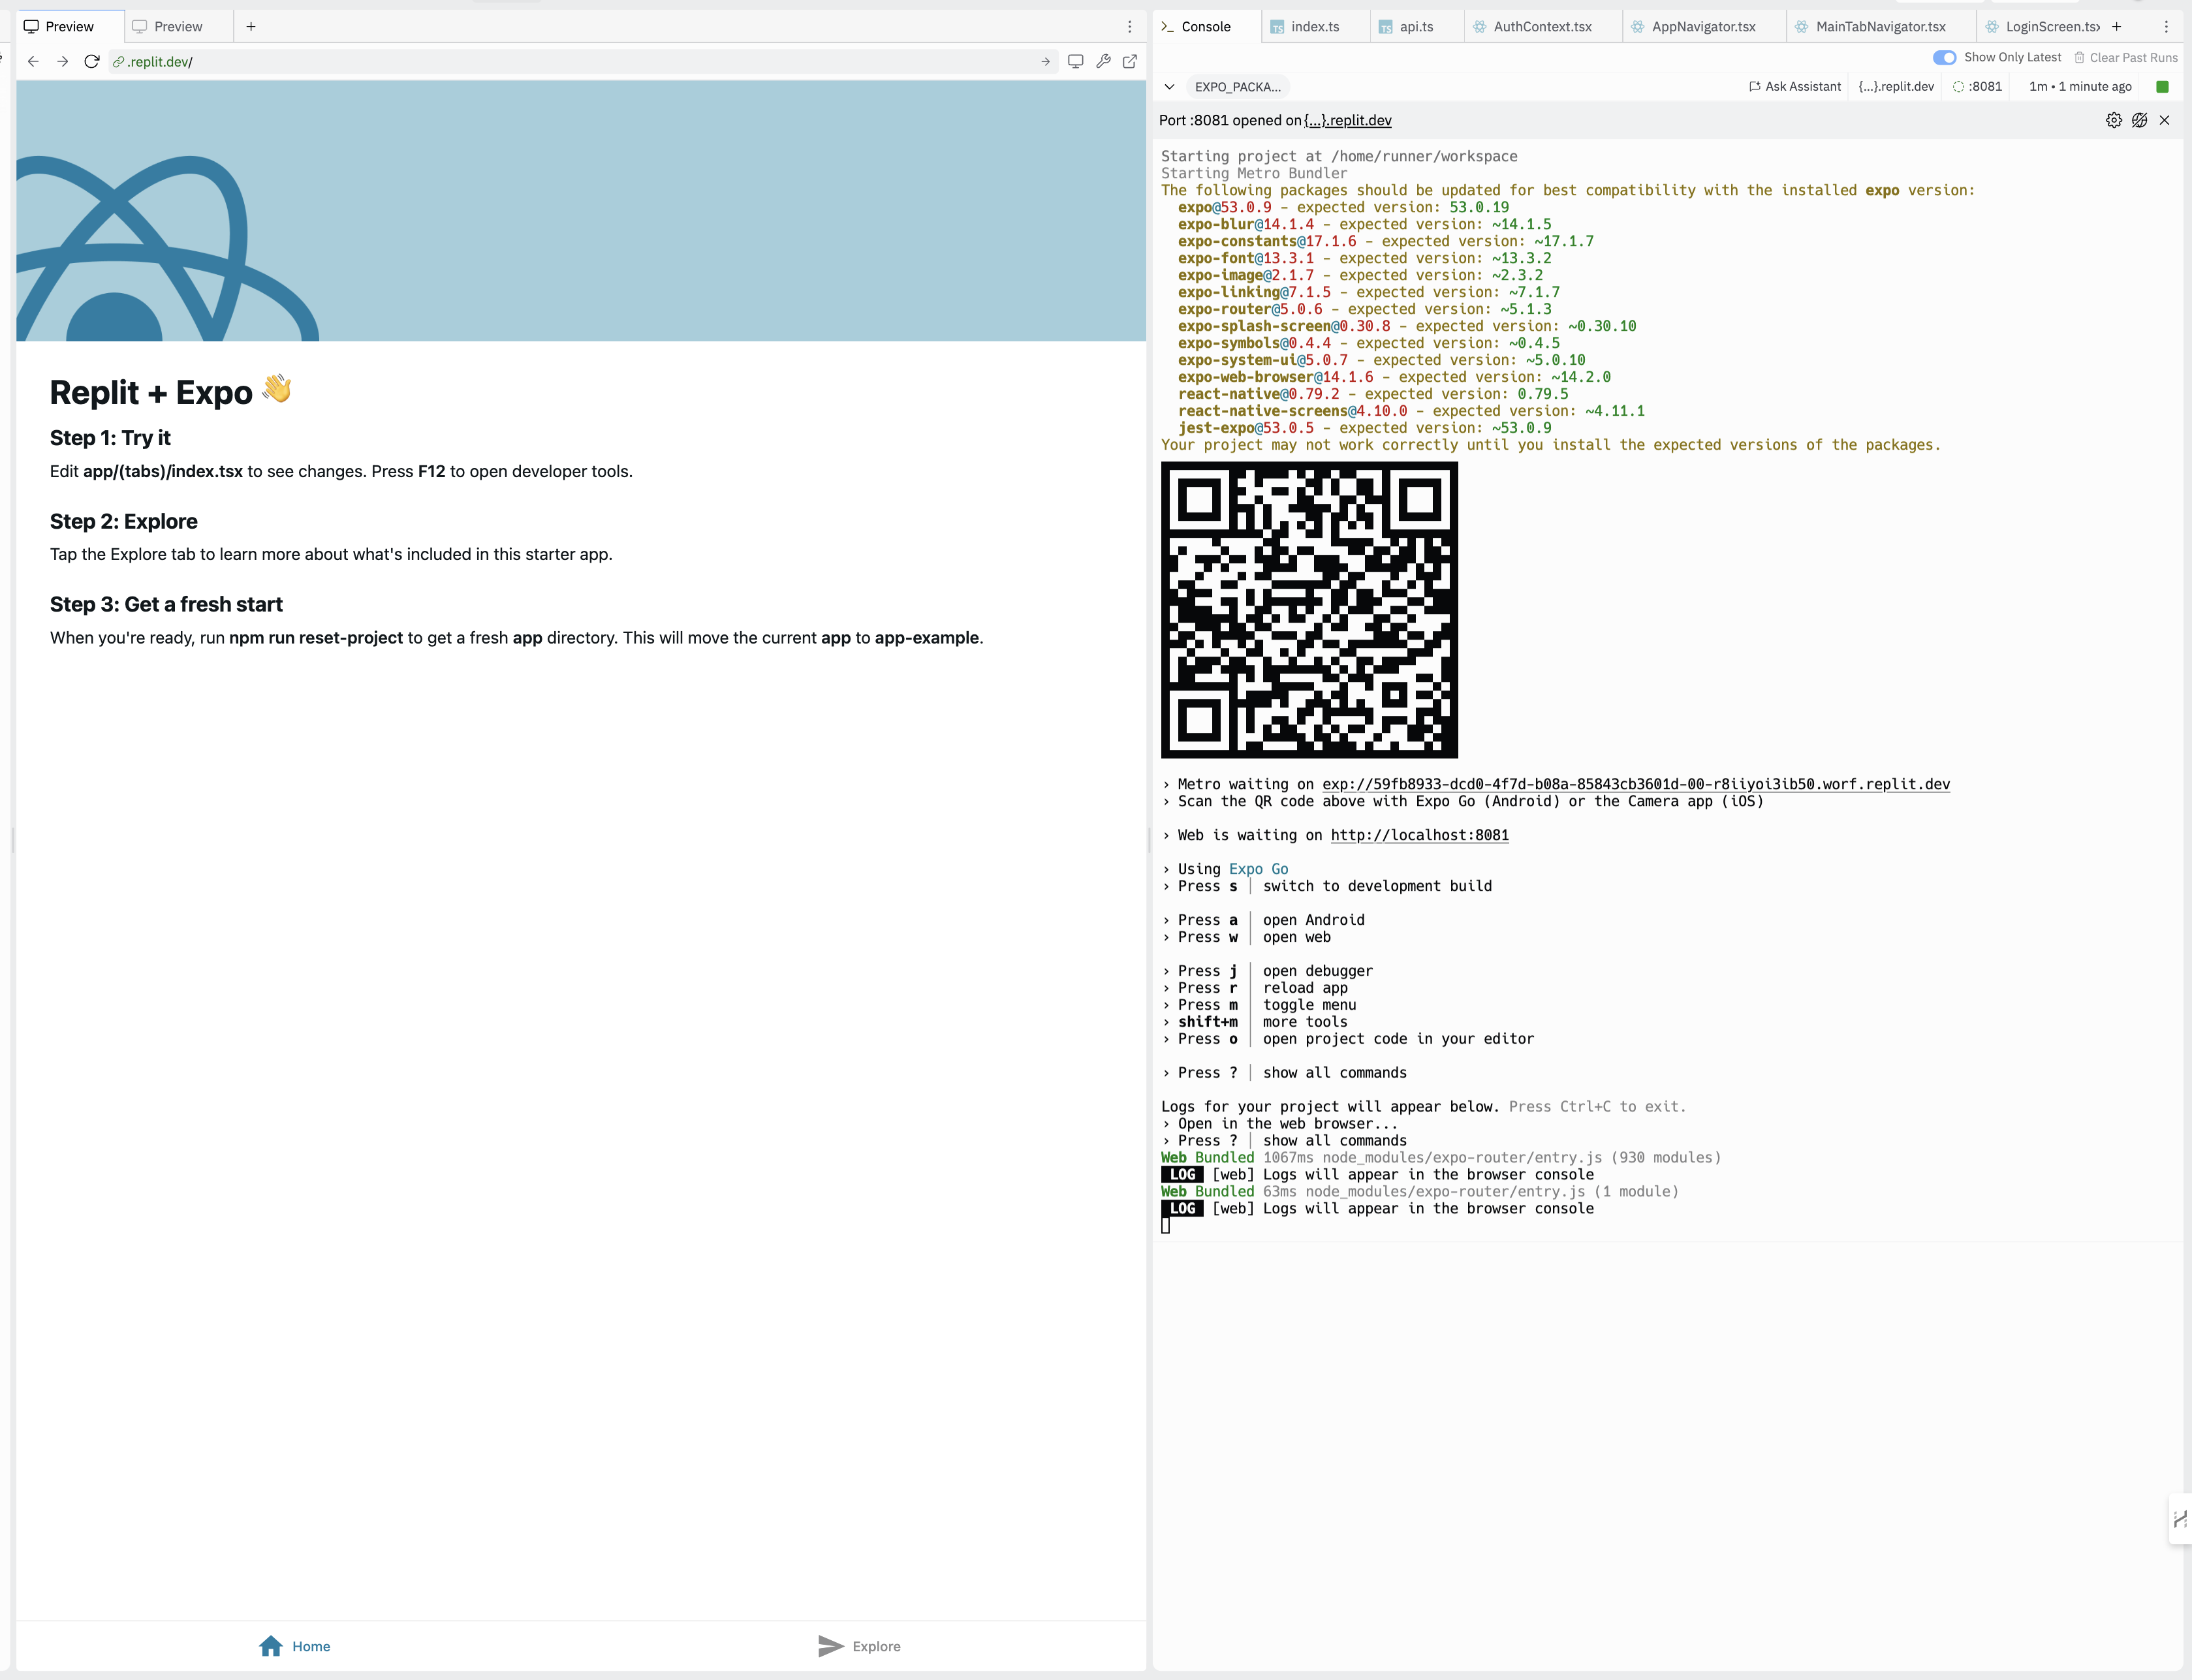 Preview
Preview
.replit.dev/
Replit + Expo 👋
Step 1: Try it
Edit app/(tabs)/index.tsx to see changes. Press F12 to open developer tools.
Step 2: Explore
Tap the Explore tab to learn more about what's included in this starter app.
Step 3: Get a fresh start
When you're ready, run npm run reset-project to get a fresh app directory. This will move the current app to app-example.
Home
Explore
Console
index.ts
api.ts
AuthContext.tsx
AppNavigator.tsx
MainTabNavigator.tsx
LoginScreen.tsx
Show Only Latest
Clear Past Runs
EXPO_PACKA...
Ask Assistant
{...}.replit.dev
:8081
1m • 1 minute ago
Port :8081 opened on {...}.replit.dev
Starting project at /home/runner/workspace
Starting Metro Bundler
The following packages should be updated for best compatibility with the installed expo version:
expo@53.0.9 - expected version: 53.0.19
expo-blur@14.1.4 - expected version: ~14.1.5
expo-constants@17.1.6 - expected version: ~17.1.7
expo-font@13.3.1 - expected version: ~13.3.2
expo-image@2.1.7 - expected version: ~2.3.2
expo-linking@7.1.5 - expected version: ~7.1.7
expo-router@5.0.6 - expected version: ~5.1.3
expo-splash-screen@0.30.8 - expected version: ~0.30.10
expo-symbols@0.4.4 - expected version: ~0.4.5
expo-system-ui@5.0.7 - expected version: ~5.0.10
expo-web-browser@14.1.6 - expected version: ~14.2.0
react-native@0.79.2 - expected version: 0.79.5
react-native-screens@4.10.0 - expected version: ~4.11.1
jest-expo@53.0.5 - expected version: ~53.0.9
Your project may not work correctly until you install the expected versions of the packages.
› Metro waiting on exp://59fb8933-dcd0-4f7d-b08a-85843cb3601d-00-r8iiyoi3ib50.worf.replit.dev
› Scan the QR code above with Expo Go (Android) or the Camera app (iOS)
› Web is waiting on http://localhost:8081
› Using Expo Go
› Press s │ switch to development build
› Press a │ open Android
› Press w │ open web
› Press j │ open debugger
› Press r │ reload app
› Press m │ toggle menu
› shift+m │ more tools
› Press o │ open project code in your editor
› Press ? │ show all commands
Logs for your project will appear below. Press Ctrl+C to exit.
› Open in the web browser...
› Press ? │ show all commands
Web Bundled 1067ms node_modules/expo-router/entry.js (930 modules)
LOG [web] Logs will appear in the browser console
Web Bundled 63ms node_modules/expo-router/entry.js (1 module)
LOG [web] Logs will appear in the browser console